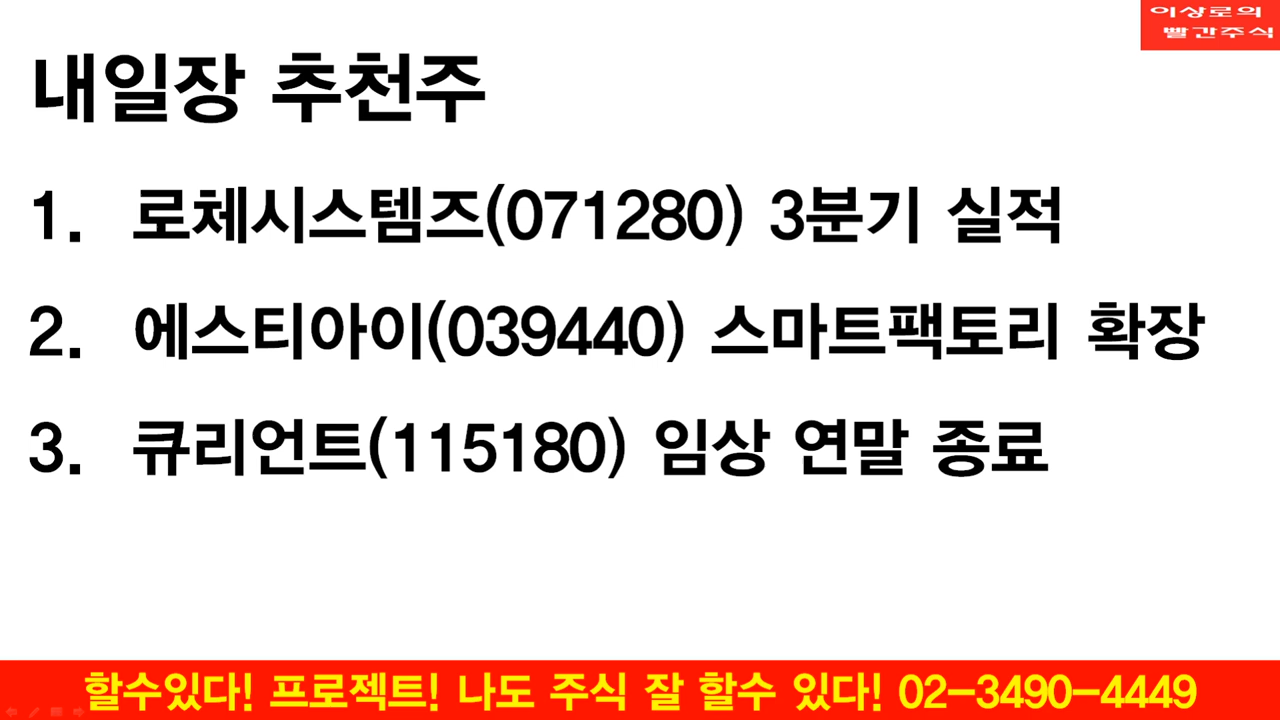 이상로의
빨간주식
내일장 추천주
1. 로체시스템즈(071280) 3분기 실적
2. 에스티아이(039440) 스마트팩토리 확장
3. 큐리언트(115180) 임상 연말 종료
할수있다! 프로젝트! 나도 주식 잘 할수 있다! 02-3490-4449